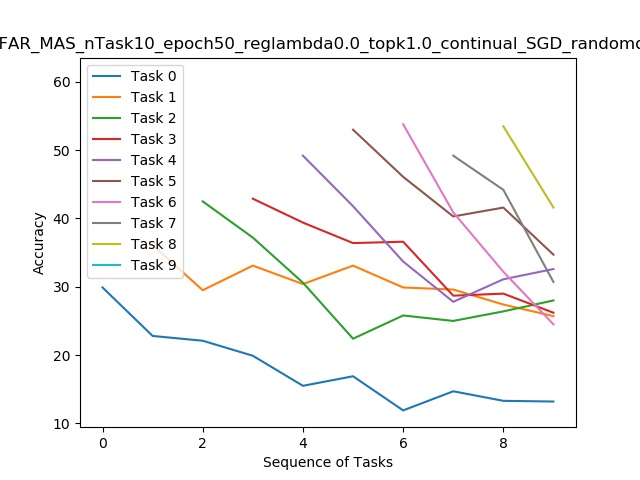 FAR_MAS_nTask10_epoch50_reglambda0.0_topk1.0_continual_SGD_randomo
Task 0
Task 1
Task 2
Task 3
Task 4
Task 5
Task 6
Task 7
Task 8
Task 9
60
50
40
30
20
10
Accuracy
0 2 4 6 8
Sequence of Tasks